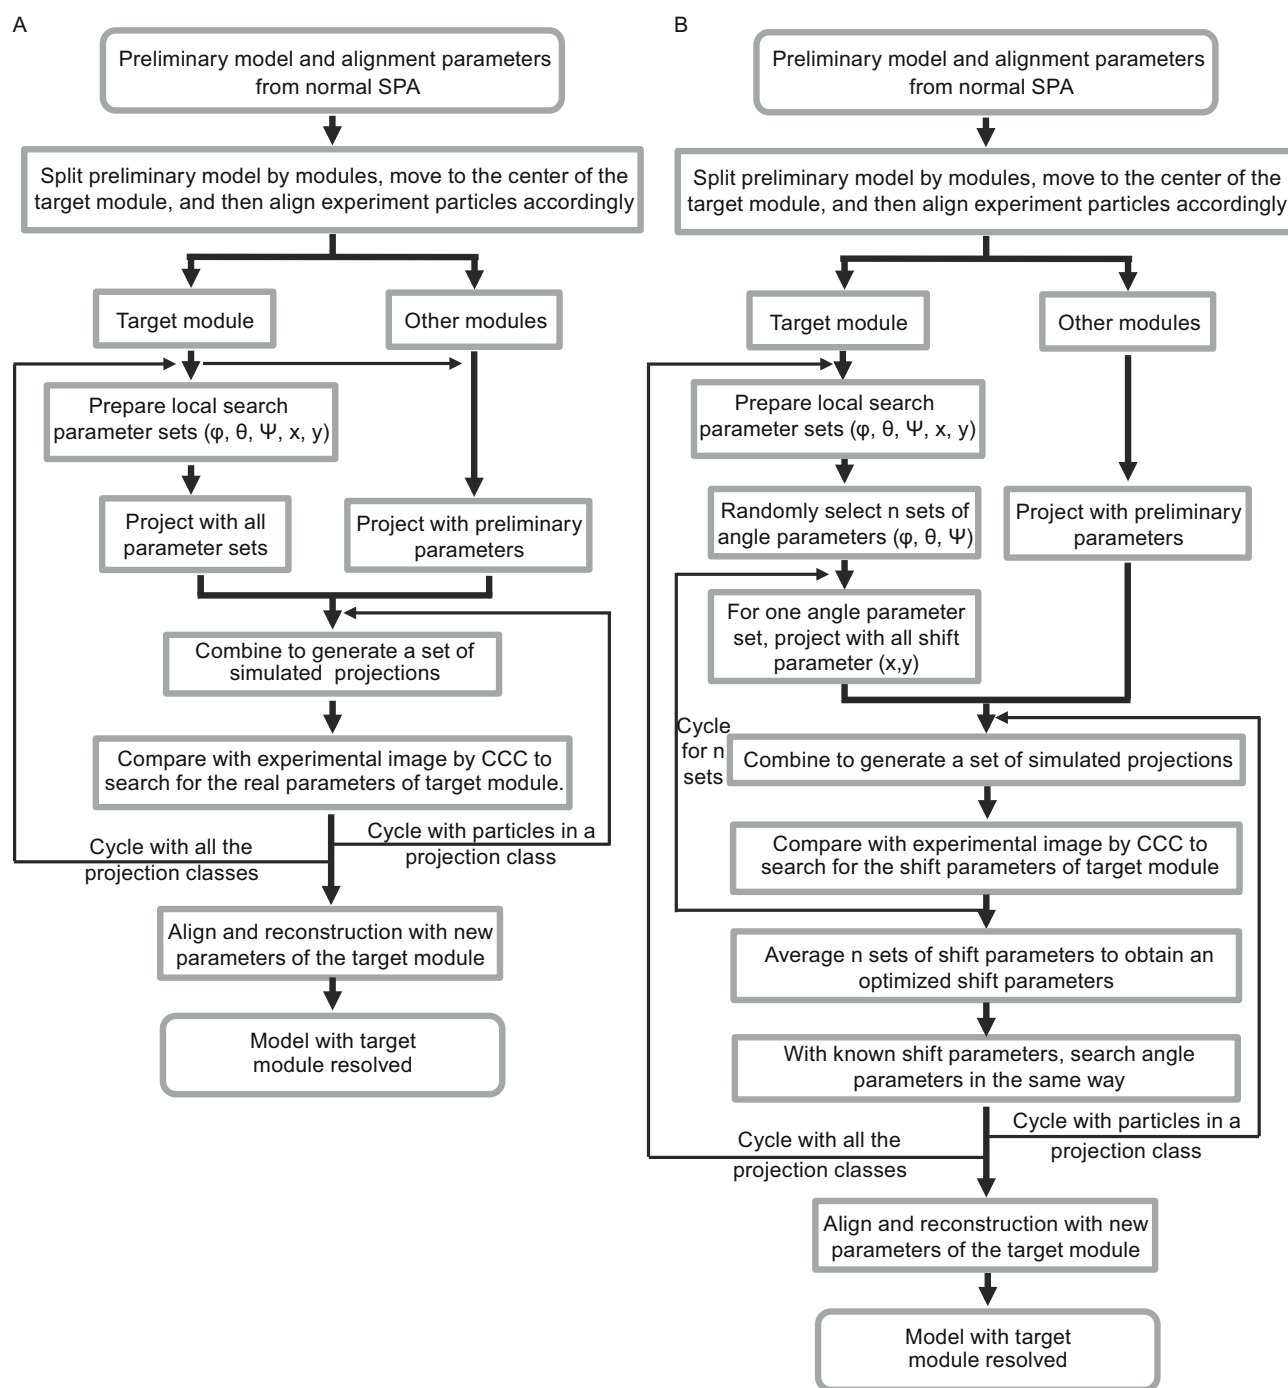 A
Preliminary model and alignment parameters
from normal SPA
Split preliminary model by modules, move to the center of the
target module, and then align experiment particles accordingly
Target module
Other modules
Prepare local search
parameter sets (φ, θ, Ψ, x, y)
Project with all
parameter sets
Project with preliminary
parameters
Combine to generate a set of
simulated projections
Compare with experimental image by CCC to
search for the real parameters of target module.
Cycle with all the
projection classes
Cycle with particles in a
projection class
Align and reconstruction with new
parameters of the target module
Model with target
module resolved
B
Preliminary model and alignment parameters
from normal SPA
Split preliminary model by modules, move to the center of the
target module, and then align experiment particles accordingly
Target module
Other modules
Prepare local search
parameter sets (φ, θ, Ψ, x, y)
Randomly select n sets of
angle parameters (φ, θ, Ψ)
Project with preliminary
parameters
For one angle parameter
set, project with all shift
parameter (x,y)
Cycle
for n
sets
Combine to generate a set of simulated projections
Compare with experimental image by CCC to
search for the shift parameters of target module
Average n sets of shift parameters to obtain an
optimized shift parameters
With known shift parameters, search angle
parameters in the same way
Cycle with all the
projection classes
Cycle with particles in a
projection class
Align and reconstruction with new
parameters of the target module
Model with target
module resolved